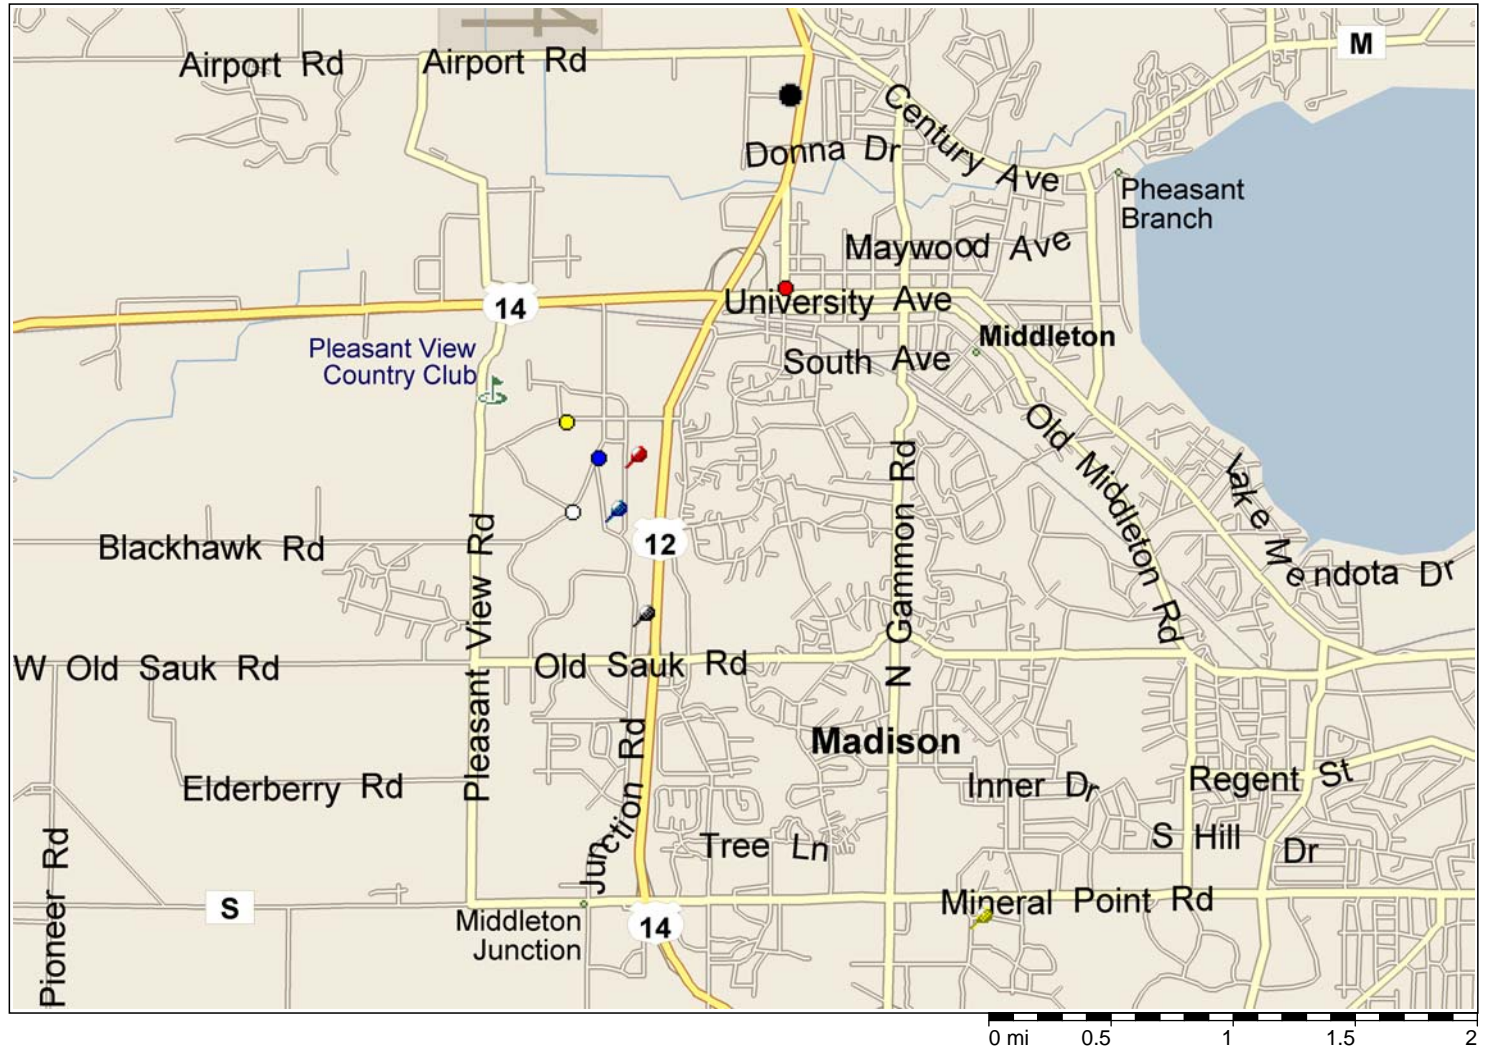 M
Airport Rd
Airport Rd
Century Ave
Donna Dr
Pheasant
Branch
Maywood Ave
University Ave
14
Middleton
Pleasant View
Country Club
South Ave
Old Middleton Rd
N Gammon Rd
Lake Mendota Dr
Blackhawk Rd
Pleasant View Rd
12
W Old Sauk Rd
Old Sauk Rd
Madison
Junction Rd
Elderberry Rd
Inner Dr
Regent St
S Hill Dr
Tree Ln
Pioneer Rd
S
Mineral Point Rd
Middleton
Junction
14
0 mi 0.5 1 1.5 2